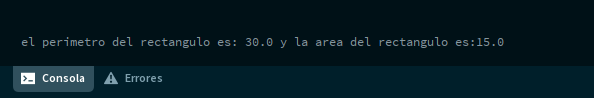 el perimetro del rectangulo es: 30.0 y la area del rectangulo es:15.0
Consola Errores